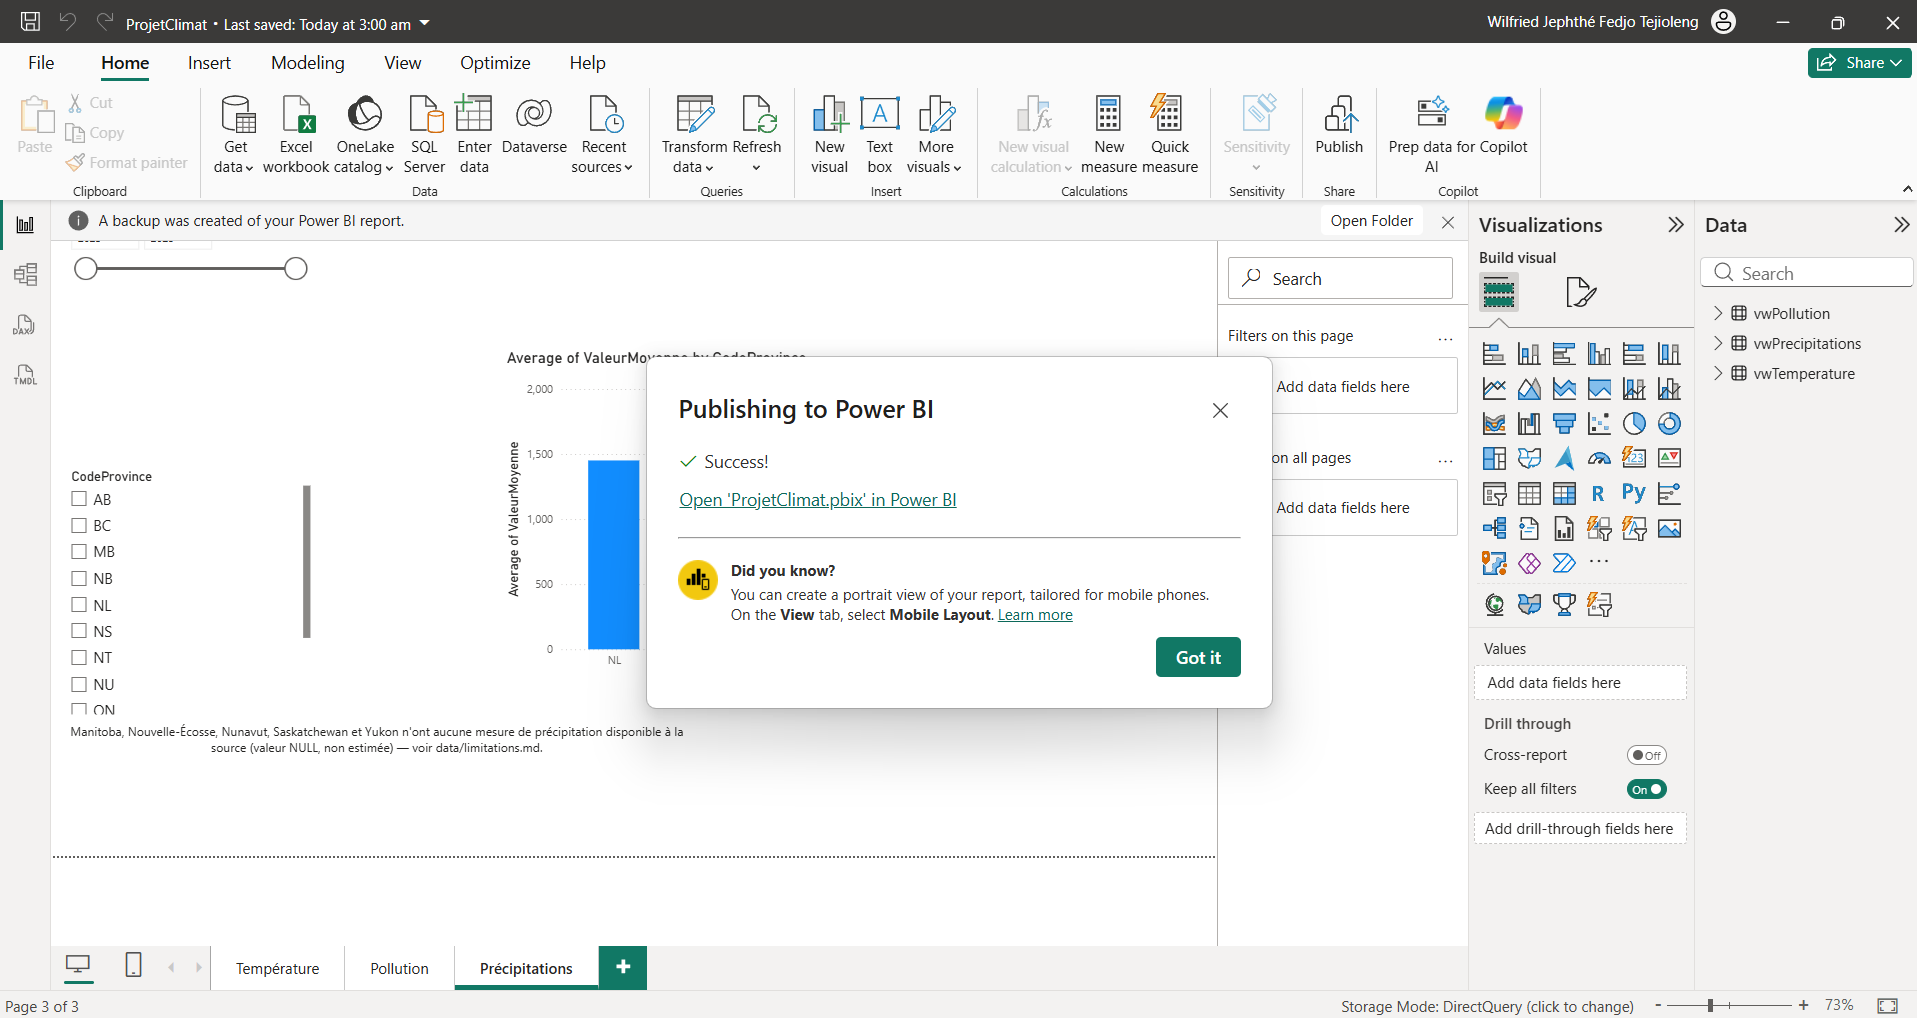 ProjetClimat • Last saved: Today at 3:00 am
Wilfried Jephthé Fedjo Tejioleng
File
Home
Insert
Modeling
View
Optimize
Help
Share
Paste
Cut
Copy
Format painter
Clipboard
Get data
Excel workbook
OneLake catalog
SQL Server
Enter data
Dataverse
Recent sources
Data
Transform data
Refresh
Queries
New visual
Text box
More visuals
Insert
New visual calculation
New measure
Quick measure
Calculations
Sensitivity
Sensitivity
Publish
Share
Prep data for AI
Copilot
Copilot
A backup was created of your Power BI report.
Open Folder
Average of ValeurMoyenne by CodeProvince
Average of ValeurMoyenne
2,000
1,500
1,000
500
0
NL
CodeProvince
AB
BC
MB
NB
NL
NS
NT
NU
ON
Manitoba, Nouvelle-Écosse, Nunavut, Saskatchewan et Yukon n'ont aucune mesure de précipitation disponible à la
source (valeur NULL, non estimée) — voir data/limitations.md.
Publishing to Power BI
Success!
Open 'ProjetClimat.pbix' in Power BI
Did you know?
You can create a portrait view of your report, tailored for mobile phones.
On the View tab, select Mobile Layout. Learn more
Got it
Search
Filters on this page
...
Add data fields here
on all pages
...
Add data fields here
Visualizations
Build visual
123
R
Py
...
Values
Add data fields here
Drill through
Cross-report
Off
Keep all filters
On
Add drill-through fields here
Data
Search
vwPollution
vwPrecipitations
vwTemperature
DAX
TMDL
Température
Pollution
Précipitations
+
Page 3 of 3
Storage Mode: DirectQuery (click to change)
- + 73%